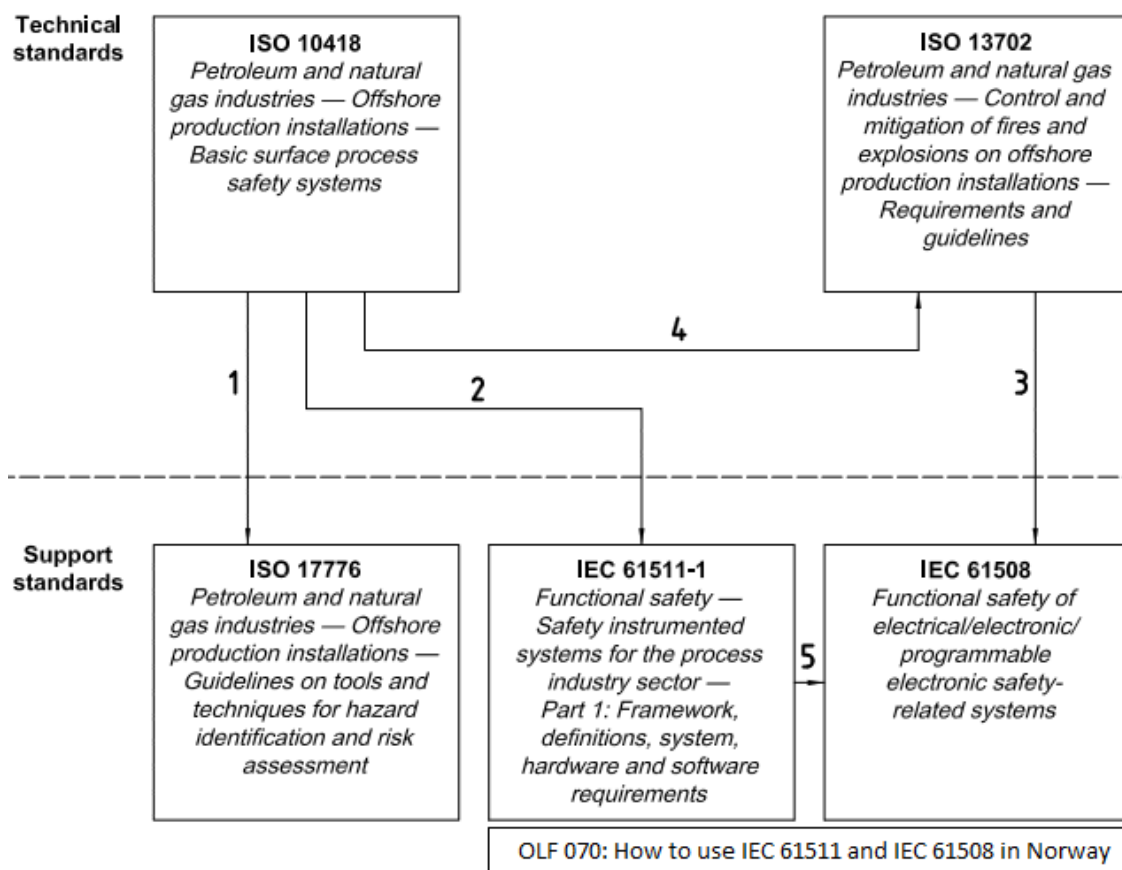 Technical
standards
ISO 10418
Petroleum and natural
gas industries — Offshore
production installations —
Basic surface process
safety systems
ISO 13702
Petroleum and natural gas
industries — Control and
mitigation of fires and
explosions on offshore
production installations —
Requirements and
guidelines
4
1
2
3
Support
standards
ISO 17776
Petroleum and natural
gas industries — Offshore
production installations —
Guidelines on tools and
techniques for hazard
identification and risk
assessment
IEC 61511-1
Functional safety —
Safety instrumented
systems for the process
industry sector —
Part 1: Framework,
definitions, system,
hardware and software
requirements
5
IEC 61508
Functional safety of
electrical/electronic/
programmable
electronic safety-
related systems
OLF 070: How to use IEC 61511 and IEC 61508 in Norway